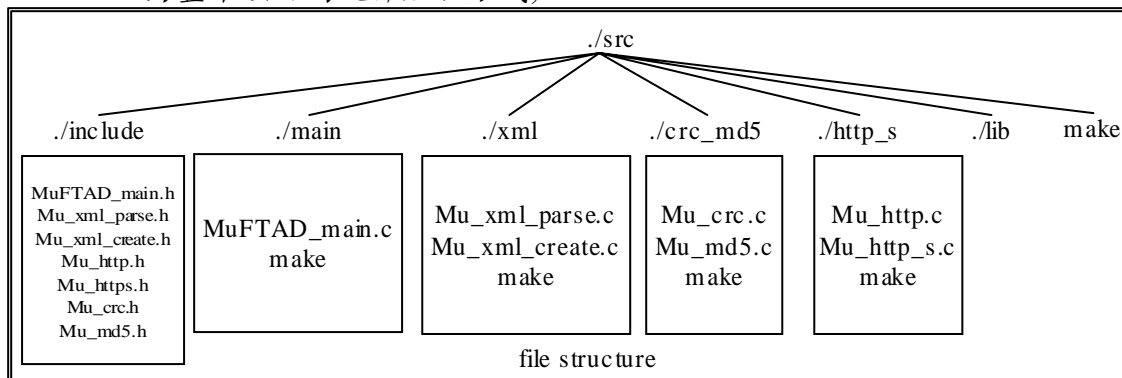 ./src
./include ./main ./xml ./crc_md5 ./http_s ./lib make
MuFTAD_main.h
Mu_xml_parse.h
Mu_xml_create.h
Mu_http.h
Mu_https.h
Mu_crc.h
Mu_md5.h
MuFTAD_main.c
make
Mu_xml_parse.c
Mu_xml_create.c
make
Mu_crc.c
Mu_md5.c
make
Mu_http.c
Mu_http_s.c
make
file structure